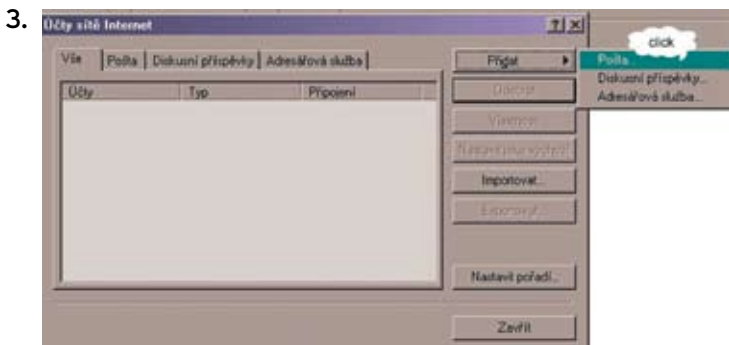 3.
Účty sítě Internet
click
Vše Pošta Diskusní příspěvky Adresářová služba
Přidat
Pošta...
Diskusní příspěvky...
Adresářová služba...
Účty Typ Připojení
Odebrat
Vlastnosti
Nastavit jako výchozí
Importovat...
Exportovat...
Nastavit pořadí...
Zavřít